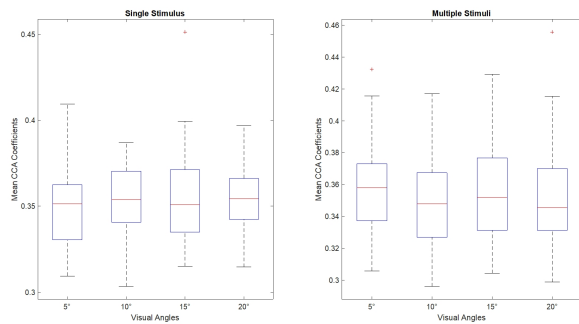 Single Stimulus
Mean CCA Coefficients
0.45
0.4
0.35
0.3
5° 10° 15° 20°
Visual Angles
Multiple Stimuli
Mean CCA Coefficients
0.46
0.44
0.42
0.4
0.38
0.36
0.34
0.32
0.3
5° 10° 15° 20°
Visual Angles